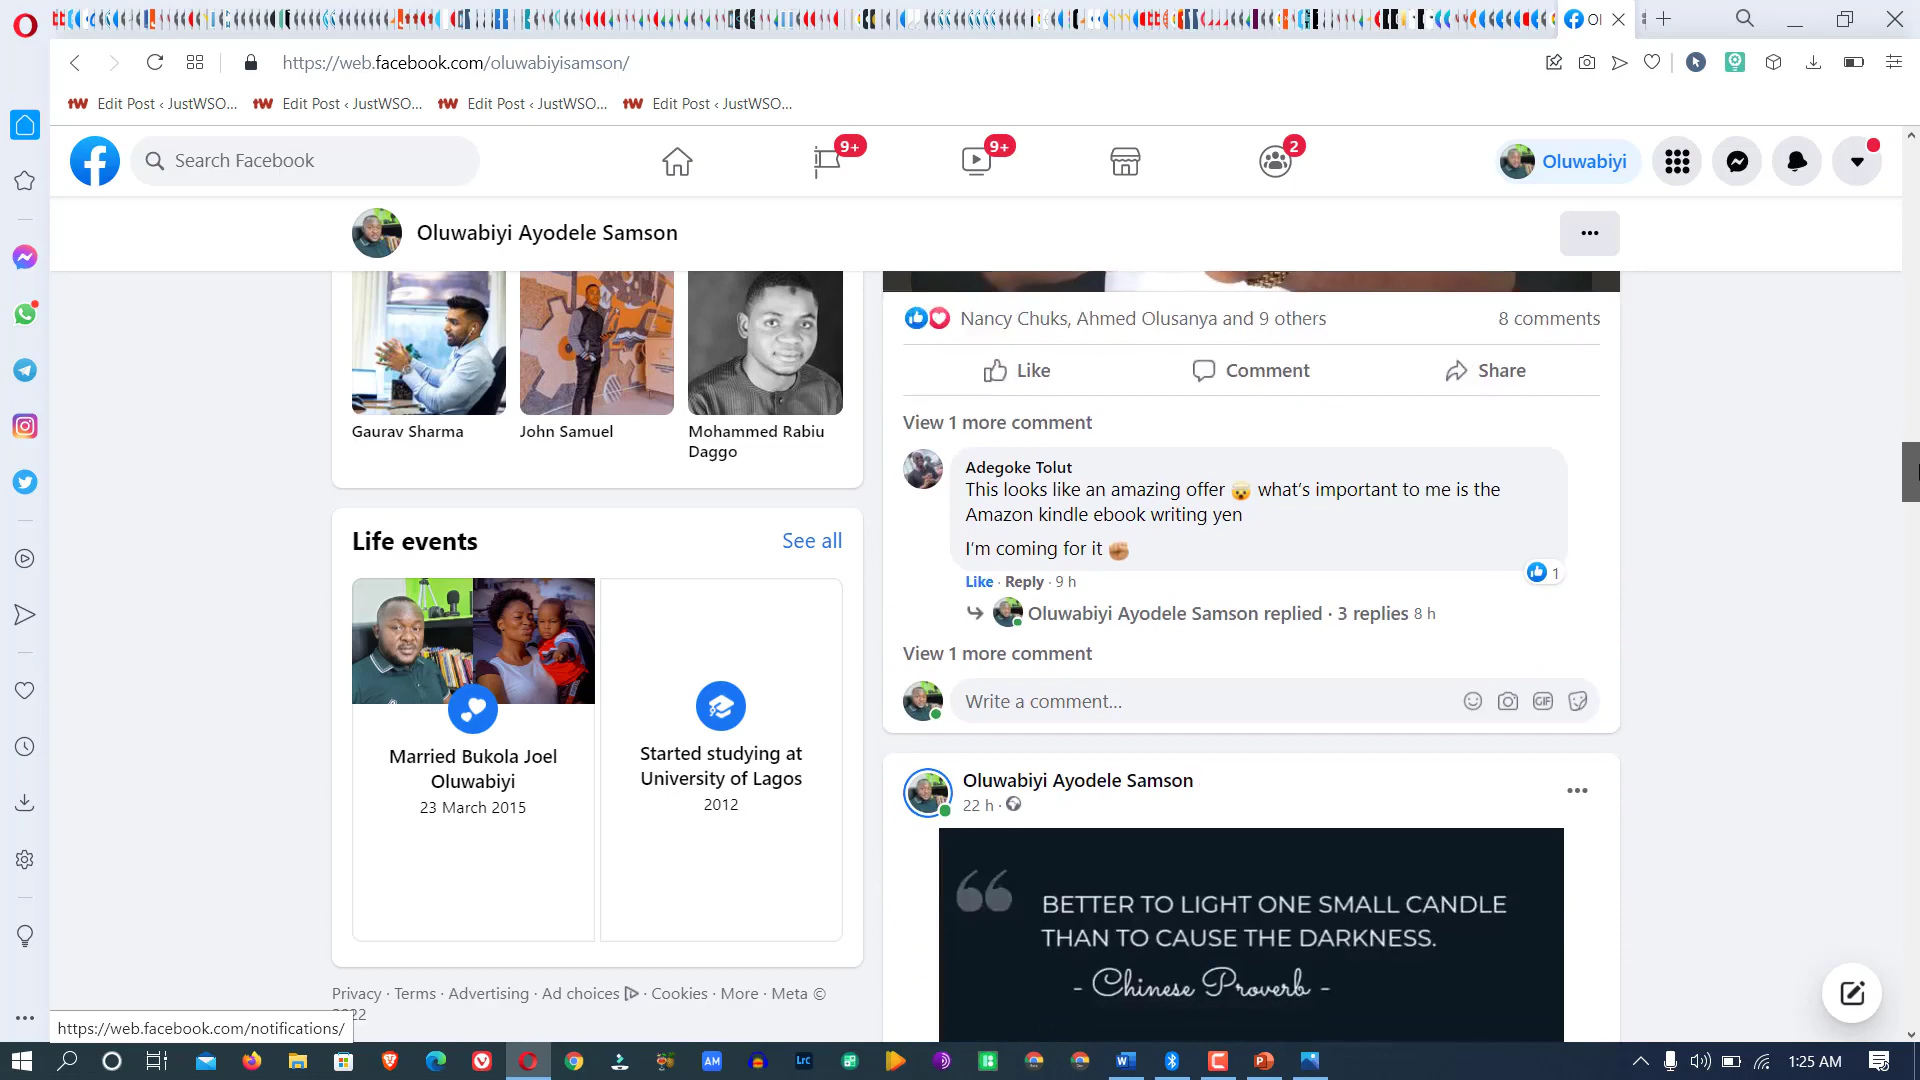 Ol
https://web.facebook.com/oluwabiyisamson/
Edit Post ‹ JustWSO...
Edit Post ‹ JustWSO...
Edit Post ‹ JustWSO...
Edit Post ‹ JustWSO...
Search Facebook
9+
9+
2
Oluwabiyi
Oluwabiyi Ayodele Samson
Gaurav Sharma
John Samuel
Mohammed Rabiu
Daggo
Life events
See all
Married Bukola Joel
Oluwabiyi
23 March 2015
Started studying at
University of Lagos
2012
Privacy · Terms · Advertising · Ad choices · Cookies · More · Meta ©
22
https://web.facebook.com/notifications/
Nancy Chuks, Ahmed Olusanya and 9 others
8 comments
Like
Comment
Share
View 1 more comment
Adegoke Tolut
This looks like an amazing offer 🤯 what's important to me is the
Amazon kindle ebook writing yen
I'm coming for it ✊🏽
1
Like · Reply · 9 h
Oluwabiyi Ayodele Samson replied · 3 replies 8 h
View 1 more comment
Write a comment...
GIF
Oluwabiyi Ayodele Samson
22 h ·
BETTER TO LIGHT ONE SMALL CANDLE
THAN TO CAUSE THE DARKNESS.
- Chinese Proverb -
AM
Lrc
1:25 AM